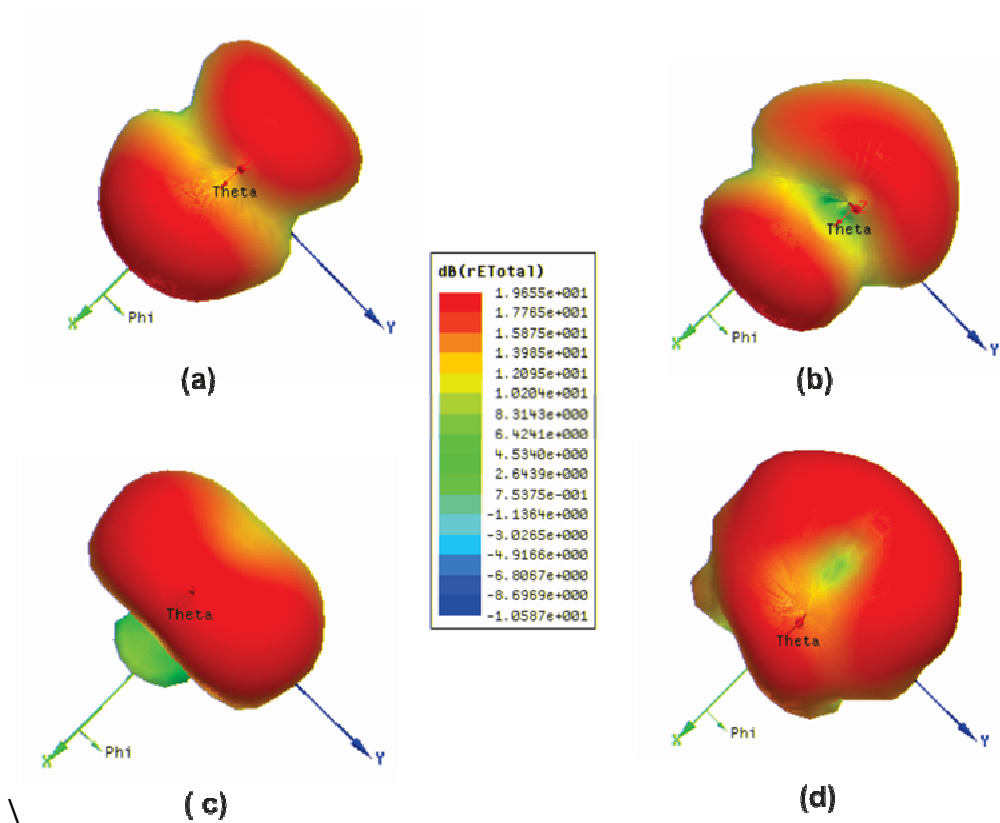 Theta
X
Phi
Y
(a)
Theta
X
Phi
Y
(b)
dB(rETotal)
1.9655e+001
1.7765e+001
1.5875e+001
1.3985e+001
1.2095e+001
1.0204e+001
8.3143e+000
6.4241e+000
4.5340e+000
2.6439e+000
7.5375e-001
-1.1364e+000
-3.0265e+000
-4.9166e+000
-6.8067e+000
-8.6969e+000
-1.0587e+001
Theta
X
Phi
Y
( c)
Theta
X
Phi
Y
(d)
\